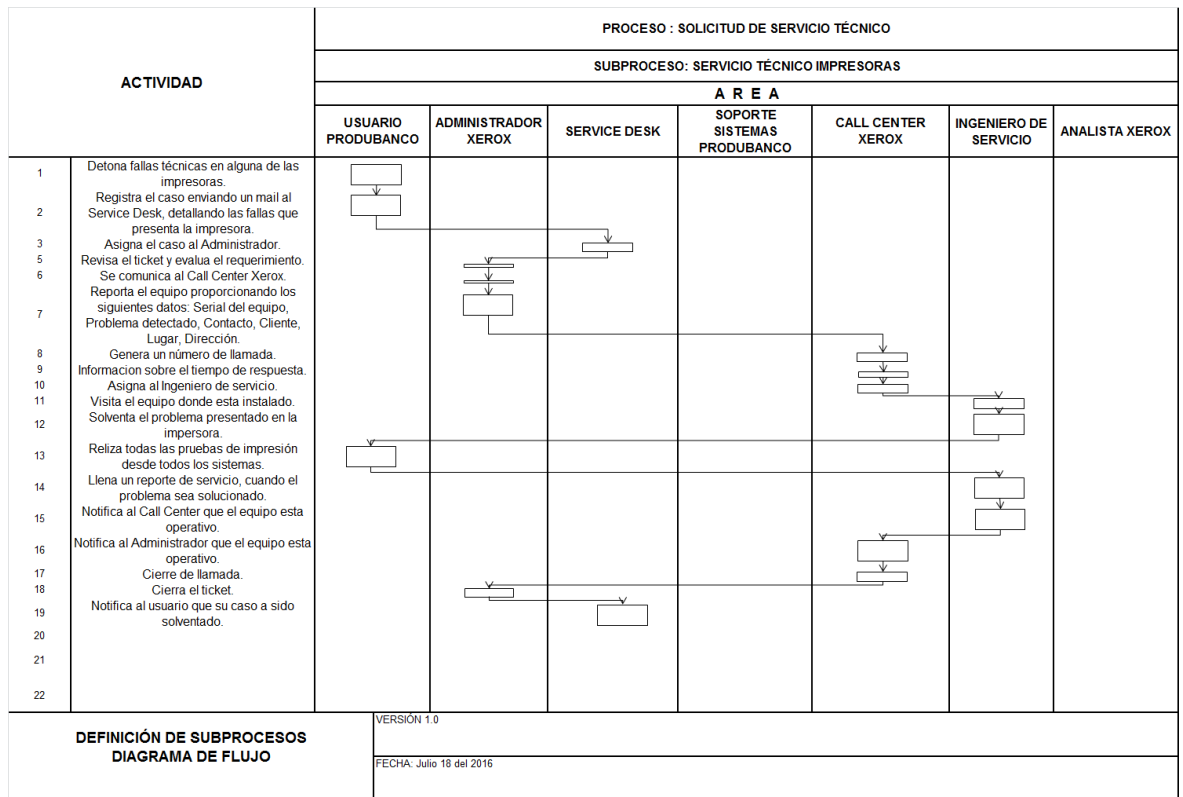 PROCESO : SOLICITUD DE SERVICIO TÉCNICO
SUBPROCESO: SERVICIO TÉCNICO IMPRESORAS
ACTIVIDAD
A R E A
USUARIO
PRODUBANCO
ADMINISTRADOR
XEROX
SERVICE DESK
SOPORTE
SISTEMAS
PRODUBANCO
CALL CENTER
XEROX
INGENIERO DE
SERVICIO
ANALISTA XEROX
1
Detona fallas técnicas en alguna de las
impresoras.
2
Registra el caso enviando un mail al
Service Desk, detallando las fallas que
presenta la impresora.
3
Asigna el caso al Administrador.
5
Revisa el ticket y evalua el requerimiento.
6
Se comunica al Call Center Xerox.
7
Reporta el equipo proporcionando los
siguientes datos: Serial del equipo,
Problema detectado, Contacto, Cliente,
Lugar, Dirección.
8
Genera un número de llamada.
9
Informacion sobre el tiempo de respuesta.
10
Asigna al Ingeniero de servicio.
11
Visita el equipo donde esta instalado.
12
Solventa el problema presentado en la
impersora.
13
Reliza todas las pruebas de impresión
desde todos los sistemas.
14
Llena un reporte de servicio, cuando el
problema sea solucionado.
15
Notifica al Call Center que el equipo esta
operativo.
16
Notifica al Administrador que el equipo esta
operativo.
17
Cierre de llamada.
18
Cierra el ticket.
19
Notifica al usuario que su caso a sido
solventado.
20
21
22
DEFINICIÓN DE SUBPROCESOS
DIAGRAMA DE FLUJO
VERSIÓN 1.0
FECHA: Julio 18 del 2016